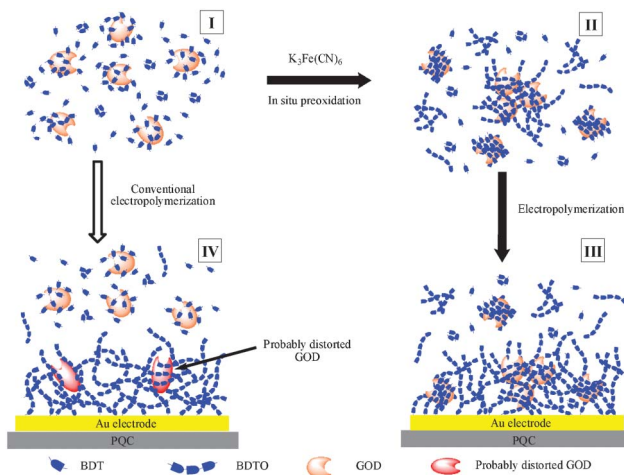 I
K₃Fe(CN)₆
In situ preoxidation
II
Conventional
electropolymerization
Electropolymerization
IV
III
Probably distorted
GOD
Au electrode
PQC
Au electrode
PQC
BDT
BDTO
GOD
Probably distorted GOD